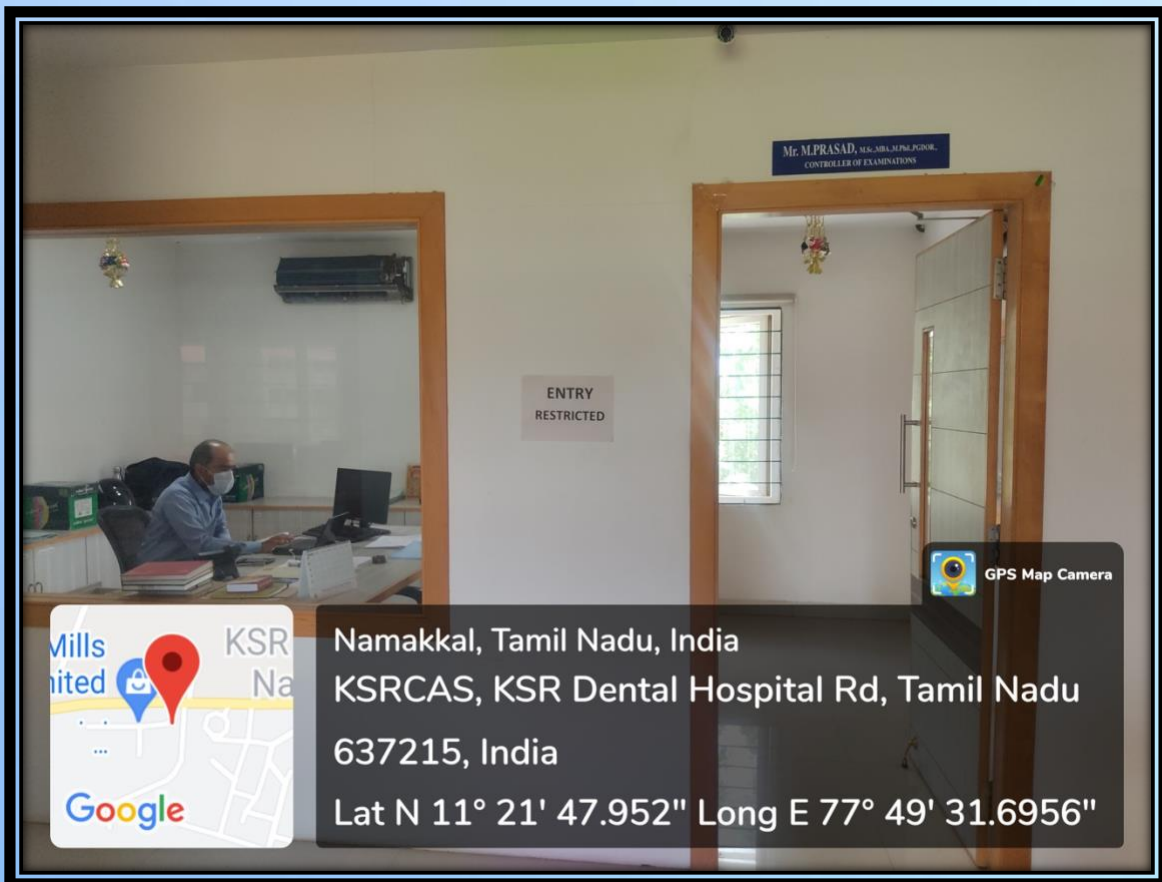 Mr. M.PRASAD, M.Sc.,MBA.,M.Phil.,PGDOR.,
CONTROLLER OF EXAMINATIONS
ENTRY
RESTRICTED
GPS Map Camera
Mills
KSR
Google
Namakkal, Tamil Nadu, India
KSRCAS, KSR Dental Hospital Rd, Tamil Nadu
637215, India
Lat N 11° 21' 47.952" Long E 77° 49' 31.6956"